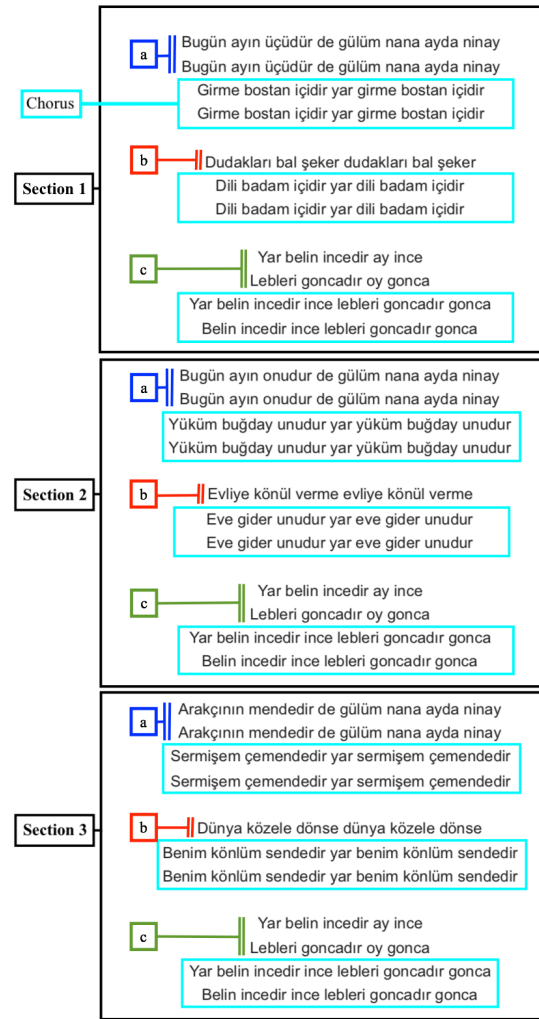 a
Bugün ayın üçüdür de gülüm nana ayda ninay
Bugün ayın üçüdür de gülüm nana ayda ninay
Chorus
Girme bostan içidir yar girme bostan içidir
Girme bostan içidir yar girme bostan içidir
b
Dudakları bal şeker dudakları bal şeker
Section 1
Dili badam içidir yar dili badam içidir
Dili badam içidir yar dili badam içidir
c
Yar belin incedir ay ince
Lebleri goncadır oy gonca
Yar belin incedir ince lebleri goncadır gonca
Belin incedir ince lebleri goncadır gonca
a
Bugün ayın onudur de gülüm nana ayda ninay
Bugün ayın onudur de gülüm nana ayda ninay
Yüküm buğday unudur yar yüküm buğday unudur
Yüküm buğday unudur yar yüküm buğday unudur
Section 2
b
Evliye könül verme evliye könül verme
Eve gider unudur yar eve gider unudur
Eve gider unudur yar eve gider unudur
c
Yar belin incedir ay ince
Lebleri goncadır oy gonca
Yar belin incedir ince lebleri goncadır gonca
Belin incedir ince lebleri goncadır gonca
a
Arakçının mendedir de gülüm nana ayda ninay
Arakçının mendedir de gülüm nana ayda ninay
Sermişem çemendedir yar sermişem çemendedir
Sermişem çemendedir yar sermişem çemendedir
Section 3
b
Dünya közele dönse dünya közele dönse
Benim könlüm sendedir yar benim könlüm sendedir
Benim könlüm sendedir yar benim könlüm sendedir
c
Yar belin incedir ay ince
Lebleri goncadır oy gonca
Yar belin incedir ince lebleri goncadır gonca
Belin incedir ince lebleri goncadır gonca